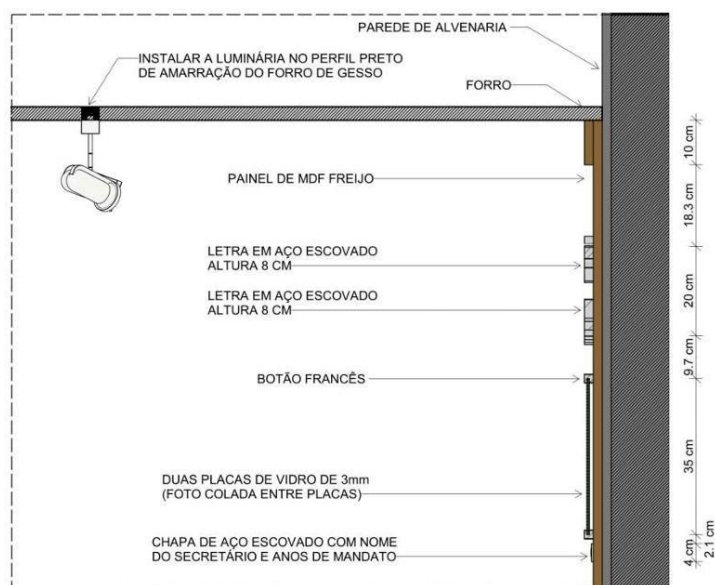 PAREDE DE ALVENARIA
INSTALAR A LUMINÁRIA NO PERFIL PRETO
DE AMARRAÇÃO DO FORRO DE GESSO
FORRO
10 cm
PAINEL DE MDF FREIJO
18.3 cm
LETRA EM AÇO ESCOVADO
ALTURA 8 CM
20 cm
LETRA EM AÇO ESCOVADO
ALTURA 8 CM
9.7 cm
BOTÃO FRANCÊS
35 cm
DUAS PLACAS DE VIDRO DE 3mm
(FOTO COLADA ENTRE PLACAS)
CHAPA DE AÇO ESCOVADO COM NOME
DO SECRETÁRIO E ANOS DE MANDATO
4 cm
2.1 cm